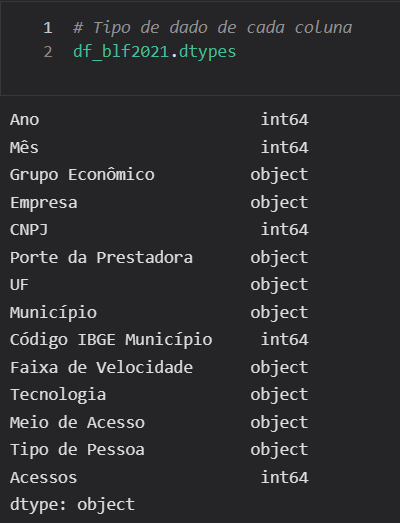 1 # Tipo de dado de cada coluna
2 df_blf2021.dtypes
Ano int64
Mês int64
Grupo Econômico object
Empresa object
CNPJ int64
Porte da Prestadora object
UF object
Município object
Código IBGE Município int64
Faixa de Velocidade object
Tecnologia object
Meio de Acesso object
Tipo de Pessoa object
Acessos int64
dtype: object